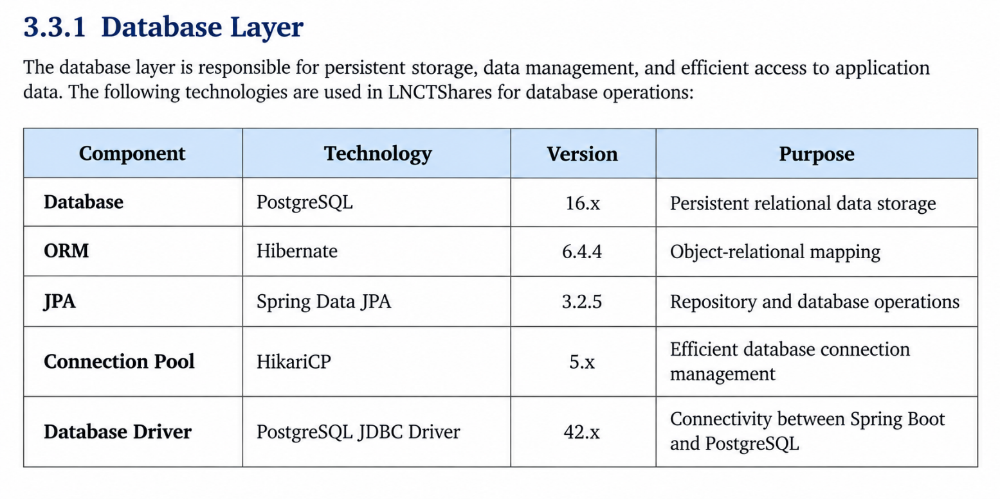 3.3.1 Database Layer
The database layer is responsible for persistent storage, data management, and efficient access to application
data. The following technologies are used in LNCTShares for database operations:
Component Technology Version Purpose
Database PostgreSQL 16.x Persistent relational data storage
ORM Hibernate 6.4.4 Object-relational mapping
JPA Spring Data JPA 3.2.5 Repository and database operations
Connection Pool HikariCP 5.x Efficient database connection
management
Database Driver PostgreSQL JDBC Driver 42.x Connectivity between Spring Boot
and PostgreSQL